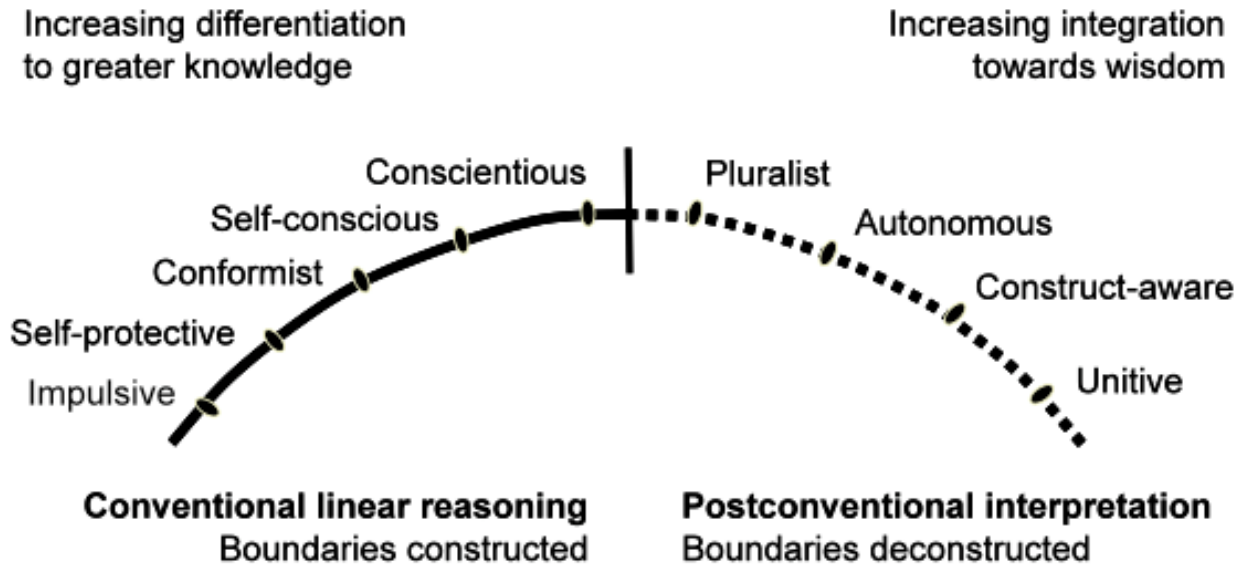 Increasing differentiation
to greater knowledge
Increasing integration
towards wisdom
Conscientious
Self-conscious
Conformist
Self-protective
Impulsive
Pluralist
Autonomous
Construct-aware
Unitive
Conventional linear reasoning
Boundaries constructed
Postconventional interpretation
Boundaries deconstructed